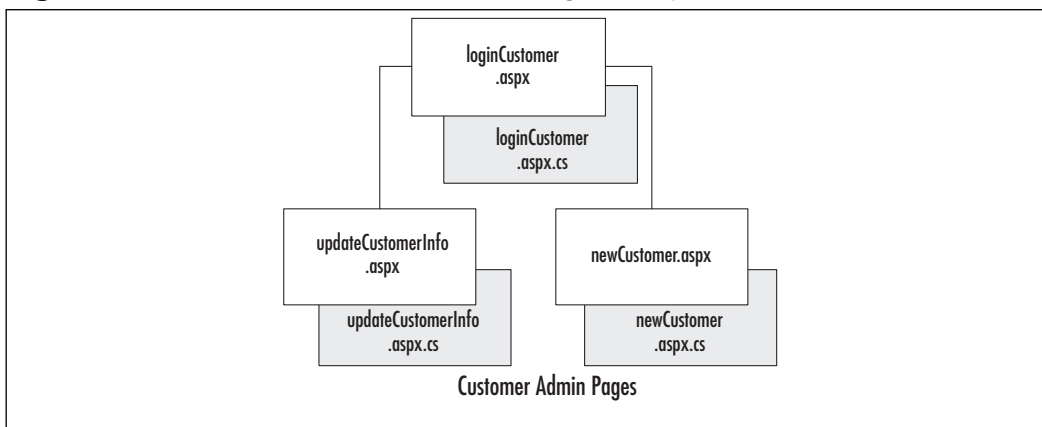 loginCustomer
.aspx
loginCustomer
.aspx.cs
updateCustomerInfo
.aspx
newCustomer.aspx
updateCustomerInfo
.aspx.cs
newCustomer
.aspx.cs
Customer Admin Pages